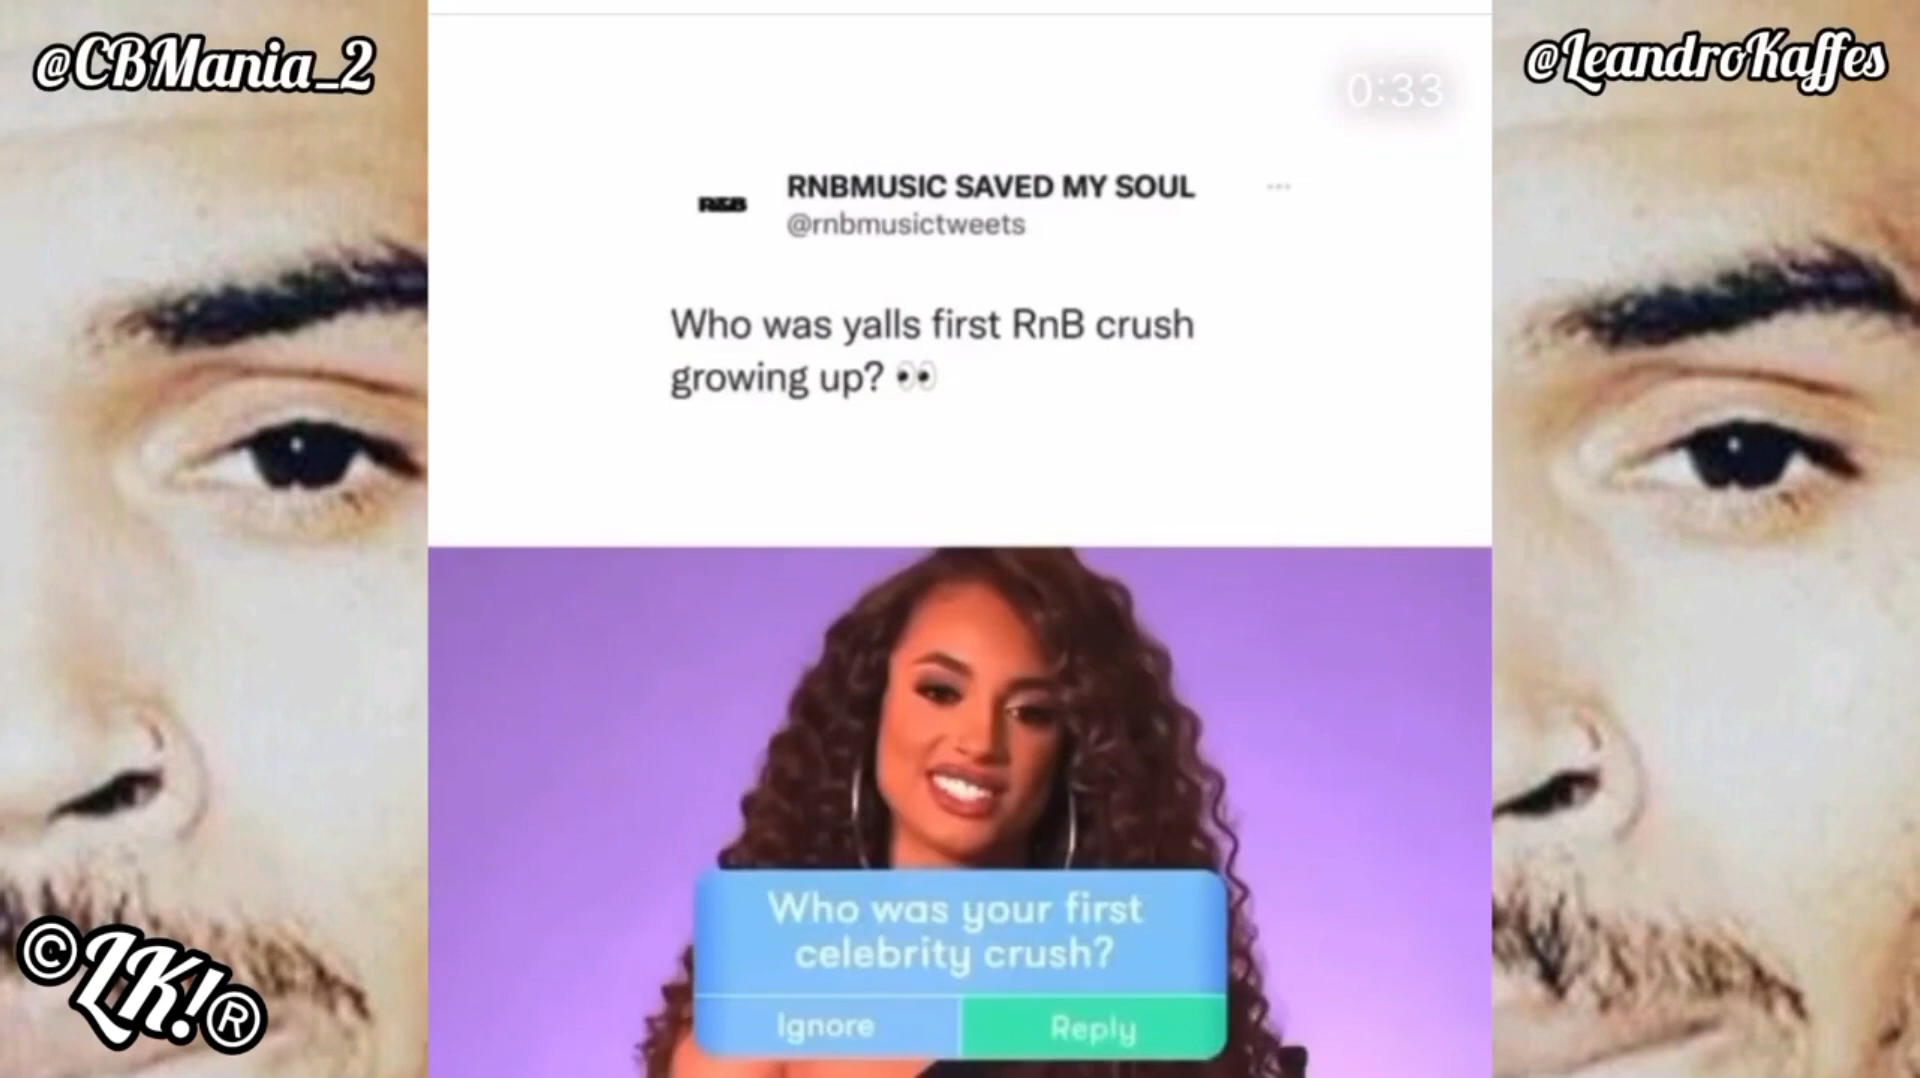 @CBMania_2
@LeandroKaffes
0:33
R&B
RNBMUSIC SAVED MY SOUL
@rnbmusictweets
Who was yalls first RnB crush
growing up? 👀
Who was your first
celebrity crush?
Ignore
Reply
©LK!®